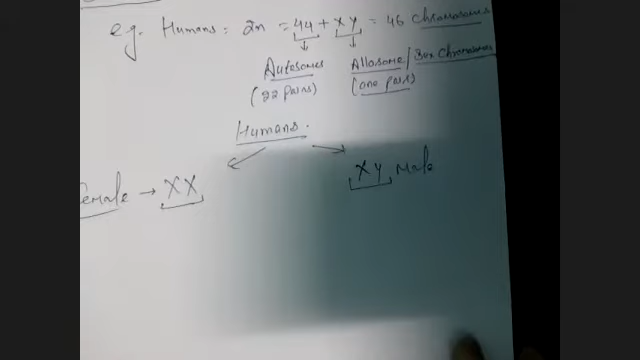 e.g. Humans: 2n = 44 + XY = 46 Chromosomes
Autosomes Allosome / Sex Chromosomes
(22 pairs) (one pair)
Humans.
Female → XX XY Male